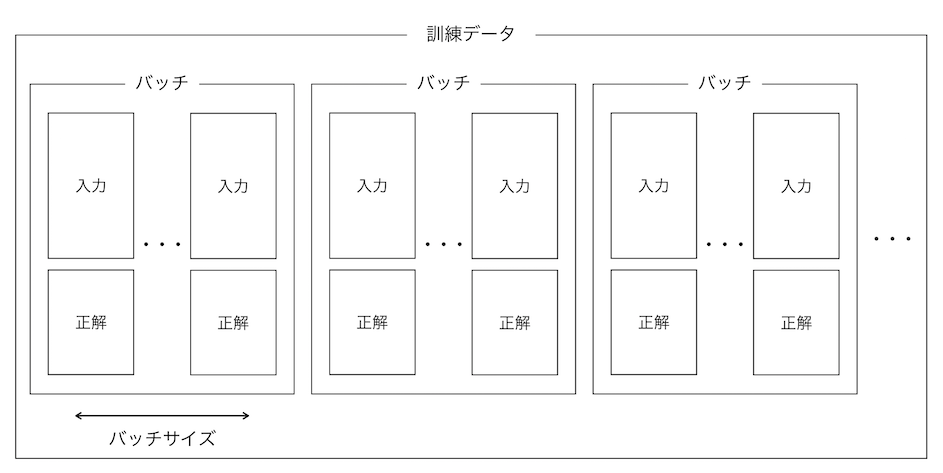 訓練データ
バッチ
バッチ
バッチ
入力
入力
入力
入力
入力
入力
・・・
・・・
・・・
・・・
正解
正解
正解
正解
正解
正解
バッチサイズ